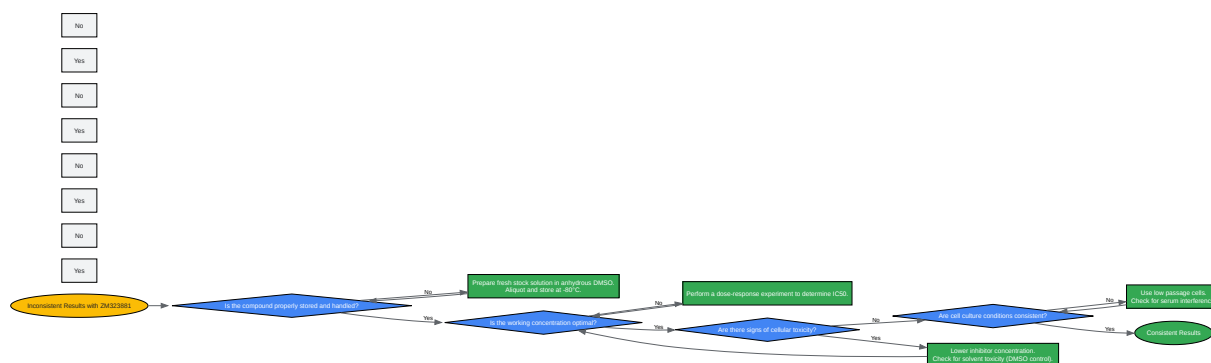 No
Yes
No
Yes
No
Yes
No
Yes
Inconsistent Results with ZM323881
Is the compound properly stored and handled?
No
Prepare fresh stock solution in anhydrous DMSO.
Aliquot and store at -80°C.
Yes
Is the working concentration optimal?
No
Perform a dose-response experiment to determine IC50.
Yes
Are there signs of cellular toxicity?
Yes
Lower inhibitor concentration.
Check for solvent toxicity (DMSO control).
No
Are cell culture conditions consistent?
No
Use low passage cells.
Check for serum interferenc
Yes
Consistent Results